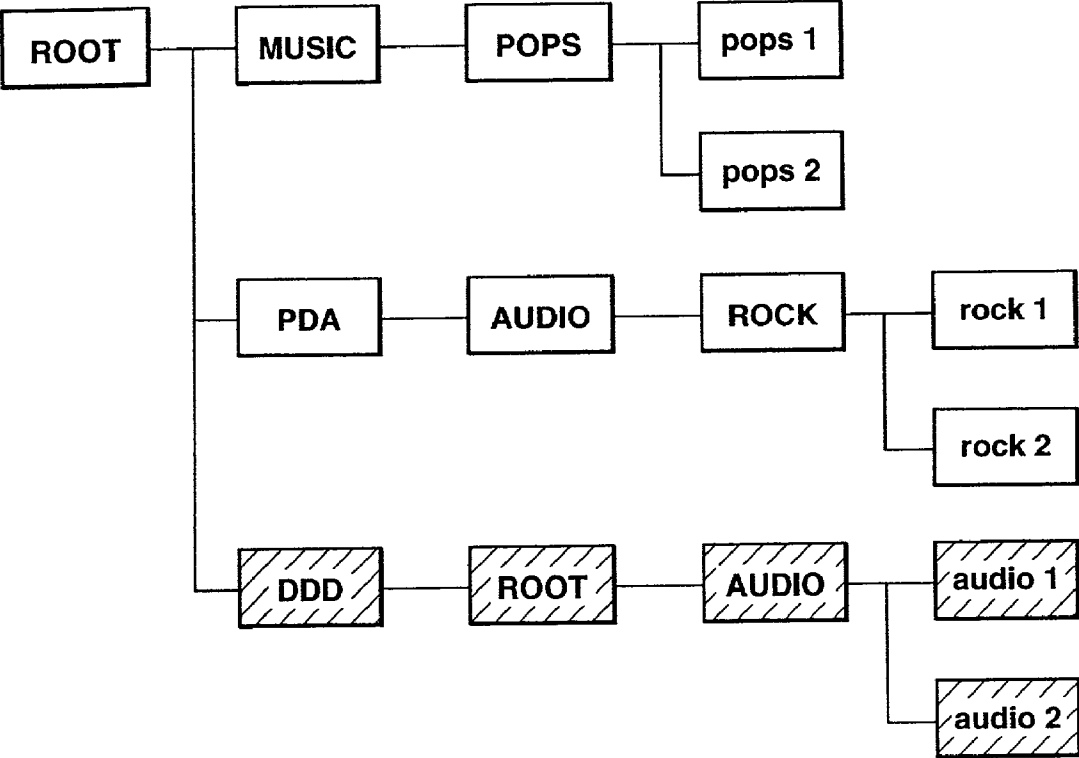 ROOT
MUSIC
POPS
pops 1
pops 2
PDA
AUDIO
ROCK
rock 1
rock 2
DDD
ROOT
AUDIO
audio 1
audio 2